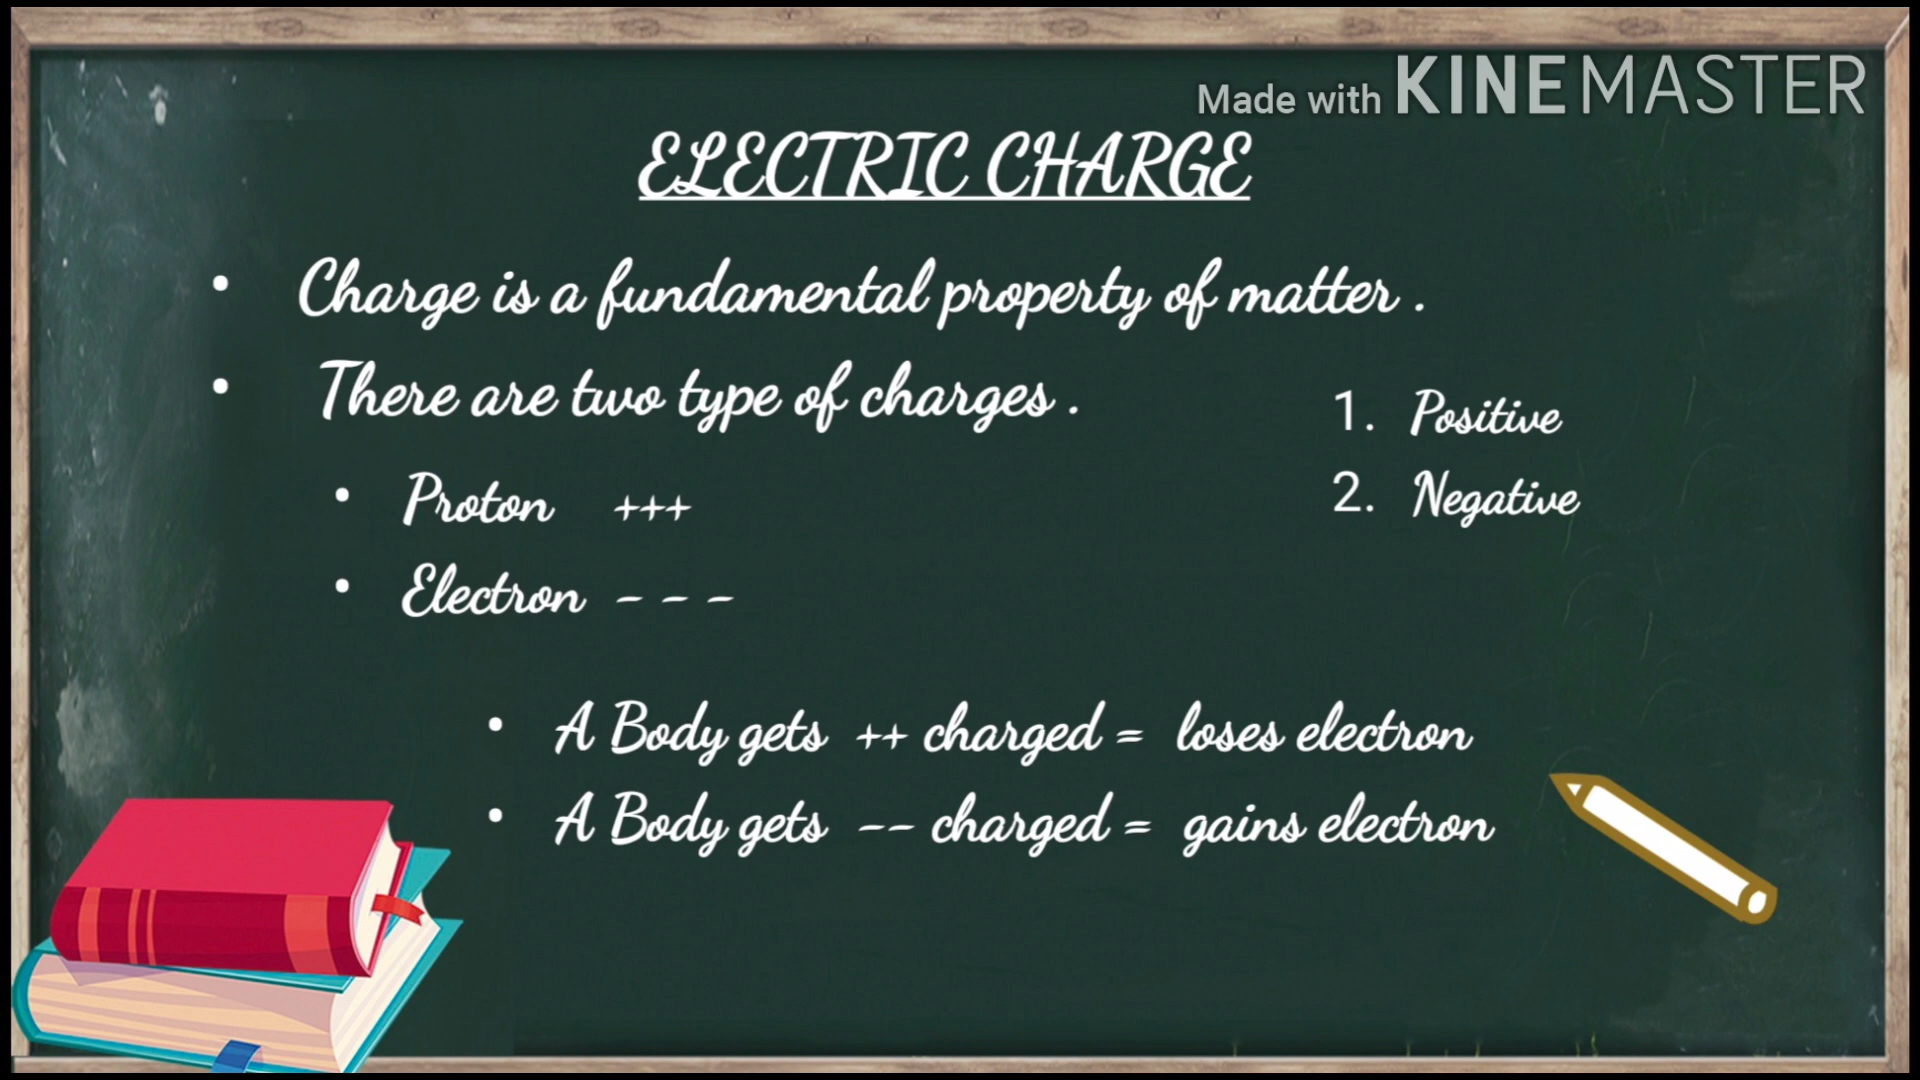 Made with KINEMASTER
ELECTRIC CHARGE
• Charge is a fundamental property of matter .
• There are two type of charges .
1. Positive
2. Negative
• Proton +++
• Electron - - -
• A Body gets ++ charged = loses electron
• A Body gets -- charged = gains electron